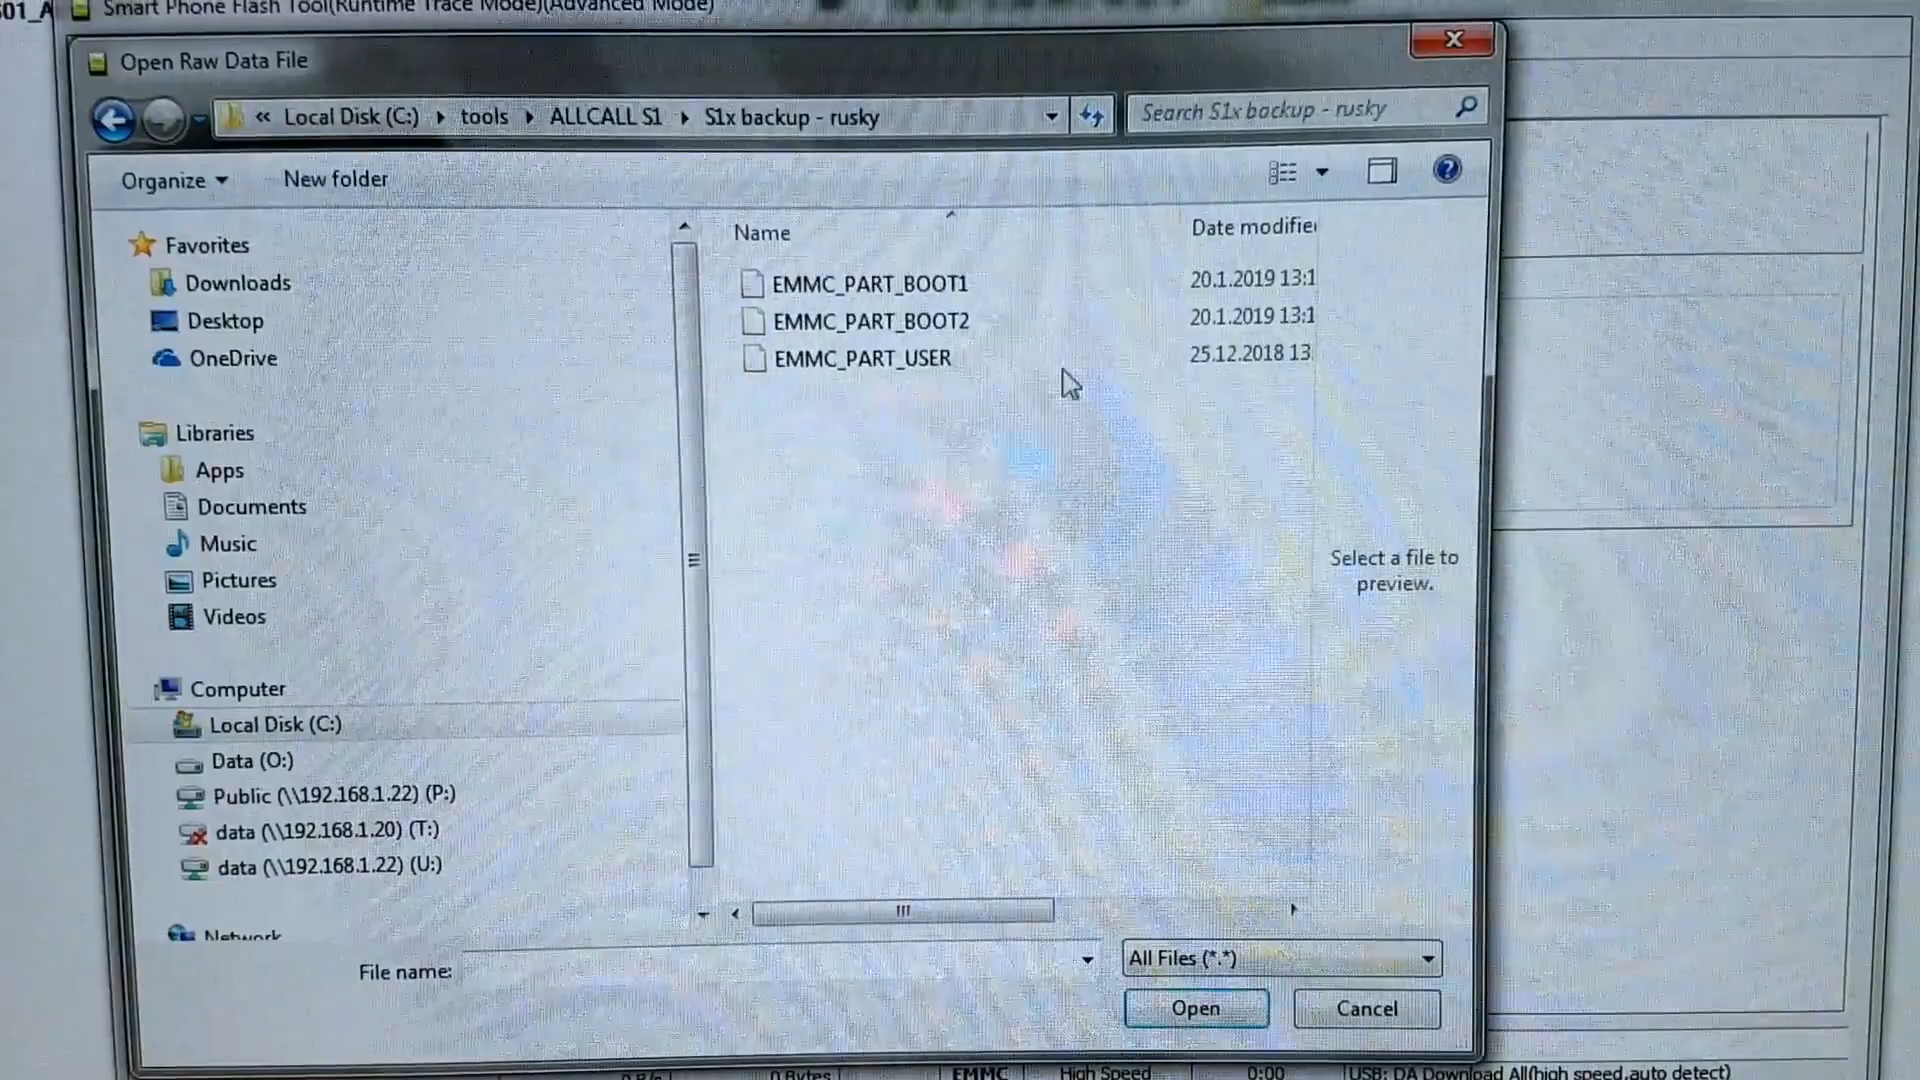 601_A
Smart Phone Flash Tool(Runtime Trace Mode)(Advanced Mode)
Open Raw Data File
« Local Disk (C:) ▸ tools ▸ ALLCALL S1 ▸ S1x backup - rusky
Search S1x backup - rusky
Organize
New folder
Favorites
Downloads
Desktop
OneDrive
Libraries
Apps
Documents
Music
Pictures
Videos
Computer
Local Disk (C:)
Data (O:)
Public (\\192.168.1.22) (P:)
data (\\192.168.1.20) (T:)
data (\\192.168.1.22) (U:)
Network
Name
Date modifie
EMMC_PART_BOOT1
20.1.2019 13:1
EMMC_PART_BOOT2
20.1.2019 13:1
EMMC_PART_USER
25.12.2018 13
Select a file to
preview.
File name:
All Files (*.*)
Open
Cancel
0 B/s
0 Bytes
EMMC
High Speed
0:00
USB: DA Download All(high speed,auto detect)